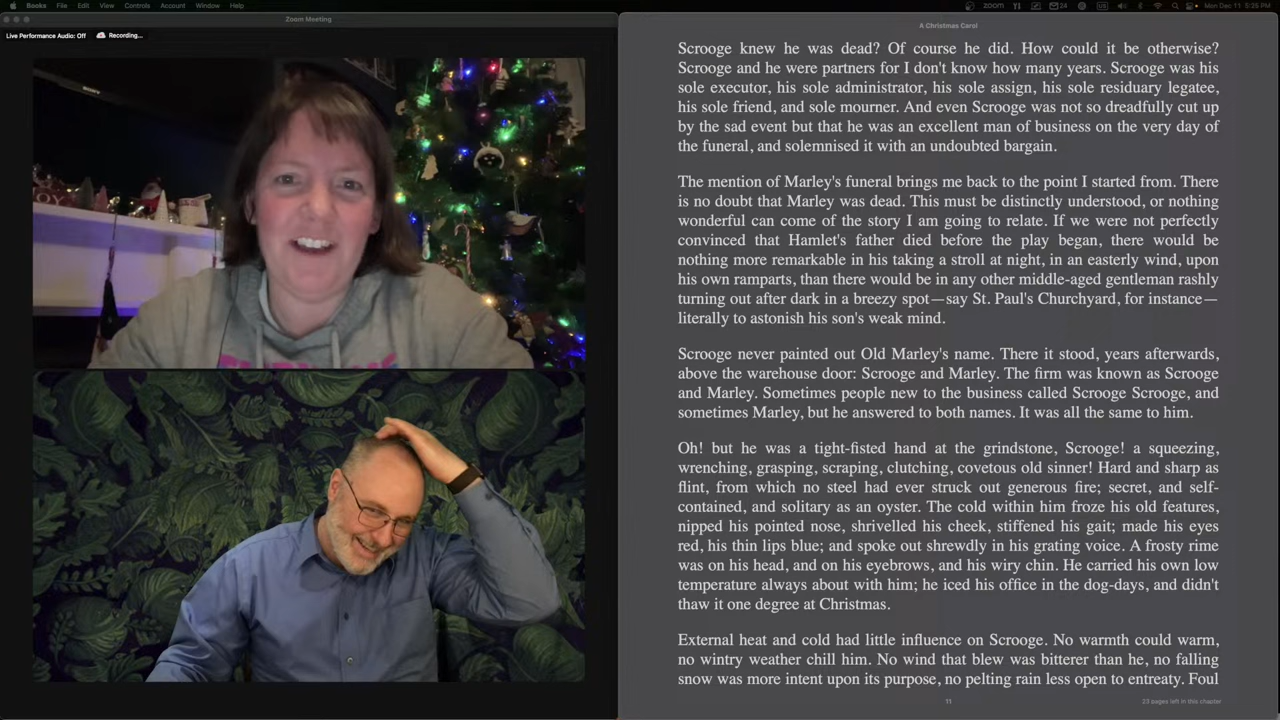 Books File Edit View Controls Account Window Help
zoom
24
US
Mon Dec 11 5:25 PM
Zoom Meeting
Live Performance Audio: Off
Recording...
SONY
OY
A Christmas Carol
Scrooge knew he was dead? Of course he did. How could it be otherwise?
Scrooge and he were partners for I don't know how many years. Scrooge was his
sole executor, his sole administrator, his sole assign, his sole residuary legatee,
his sole friend, and sole mourner. And even Scrooge was not so dreadfully cut up
by the sad event but that he was an excellent man of business on the very day of
the funeral, and solemnised it with an undoubted bargain.
The mention of Marley's funeral brings me back to the point I started from. There
is no doubt that Marley was dead. This must be distinctly understood, or nothing
wonderful can come of the story I am going to relate. If we were not perfectly
convinced that Hamlet's father died before the play began, there would be
nothing more remarkable in his taking a stroll at night, in an easterly wind, upon
his own ramparts, than there would be in any other middle-aged gentleman rashly
turning out after dark in a breezy spot—say St. Paul's Churchyard, for instance—
literally to astonish his son's weak mind.
Scrooge never painted out Old Marley's name. There it stood, years afterwards,
above the warehouse door: Scrooge and Marley. The firm was known as Scrooge
and Marley. Sometimes people new to the business called Scrooge Scrooge, and
sometimes Marley, but he answered to both names. It was all the same to him.
Oh! but he was a tight-fisted hand at the grindstone, Scrooge! a squeezing,
wrenching, grasping, scraping, clutching, covetous old sinner! Hard and sharp as
flint, from which no steel had ever struck out generous fire; secret, and self-
contained, and solitary as an oyster. The cold within him froze his old features,
nipped his pointed nose, shrivelled his cheek, stiffened his gait; made his eyes
red, his thin lips blue; and spoke out shrewdly in his grating voice. A frosty rime
was on his head, and on his eyebrows, and his wiry chin. He carried his own low
temperature always about with him; he iced his office in the dog-days, and didn't
thaw it one degree at Christmas.
External heat and cold had little influence on Scrooge. No warmth could warm,
no wintry weather chill him. No wind that blew was bitterer than he, no falling
snow was more intent upon its purpose, no pelting rain less open to entreaty. Foul
11
23 pages left in this chapter